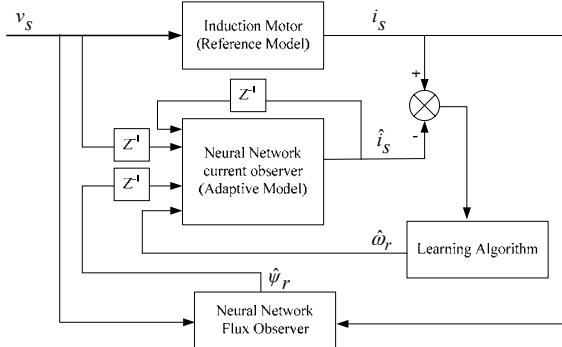 v_s
Induction Motor
(Reference Model)
i_s
+
Z⁻¹
Z⁻¹
Neural Network
current observer
(Adaptive Model)
î_s
-
Z⁻¹
ω̂_r
Learning Algorithm
ψ̂_r
Neural Network
Flux Observer